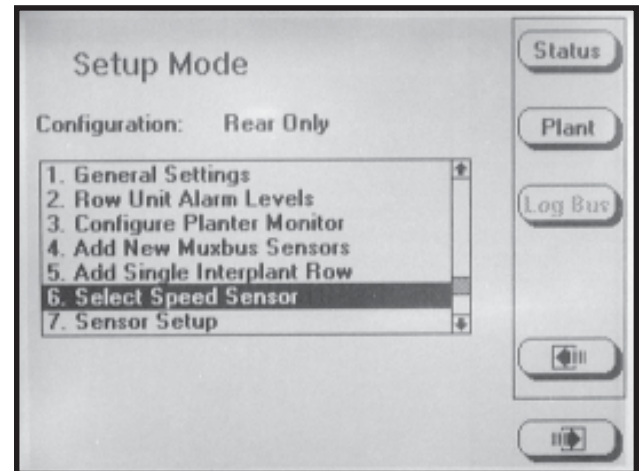 Setup Mode
Configuration: Rear Only
1. General Settings
2. Row Unit Alarm Levels
3. Configure Planter Monitor
4. Add New Muxbus Sensors
5. Add Single Interplant Row
6. Select Speed Sensor
7. Sensor Setup
Status
Plant
Log Bus